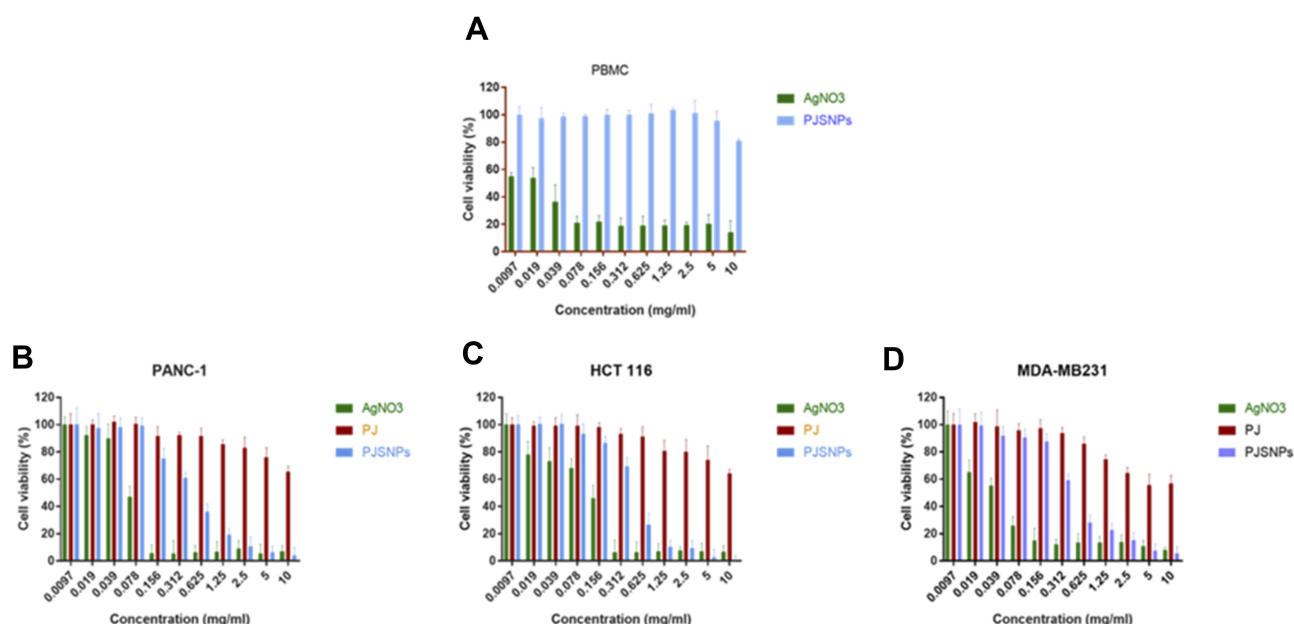 A
PBMC
Cell viability (%)
120
100
80
60
40
20
0
0.0097 0.019 0.039 0.078 0.156 0.312 0.625 1.25 2.5 5 10
Concentration (mg/ml)
AgNO3
PJSNPs
B
PANC-1
Cell viability (%)
120
100
80
60
40
20
0
0.0097 0.019 0.039 0.078 0.156 0.312 0.625 1.25 2.5 5 10
Concentration (mg/ml)
AgNO3
PJ
PJSNPs
C
HCT 116
Cell viability (%)
120
100
80
60
40
20
0
0.0097 0.019 0.039 0.078 0.156 0.312 0.625 1.25 2.5 5 10
Concentration (mg/ml)
AgNO3
PJ
PJSNPs
D
MDA-MB231
Cell viability (%)
120
100
80
60
40
20
0
0.0097 0.019 0.039 0.078 0.156 0.312 0.625 1.25 2.5 5 10
Concentration (mg/ml)
AgNO3
PJ
PJSNPs